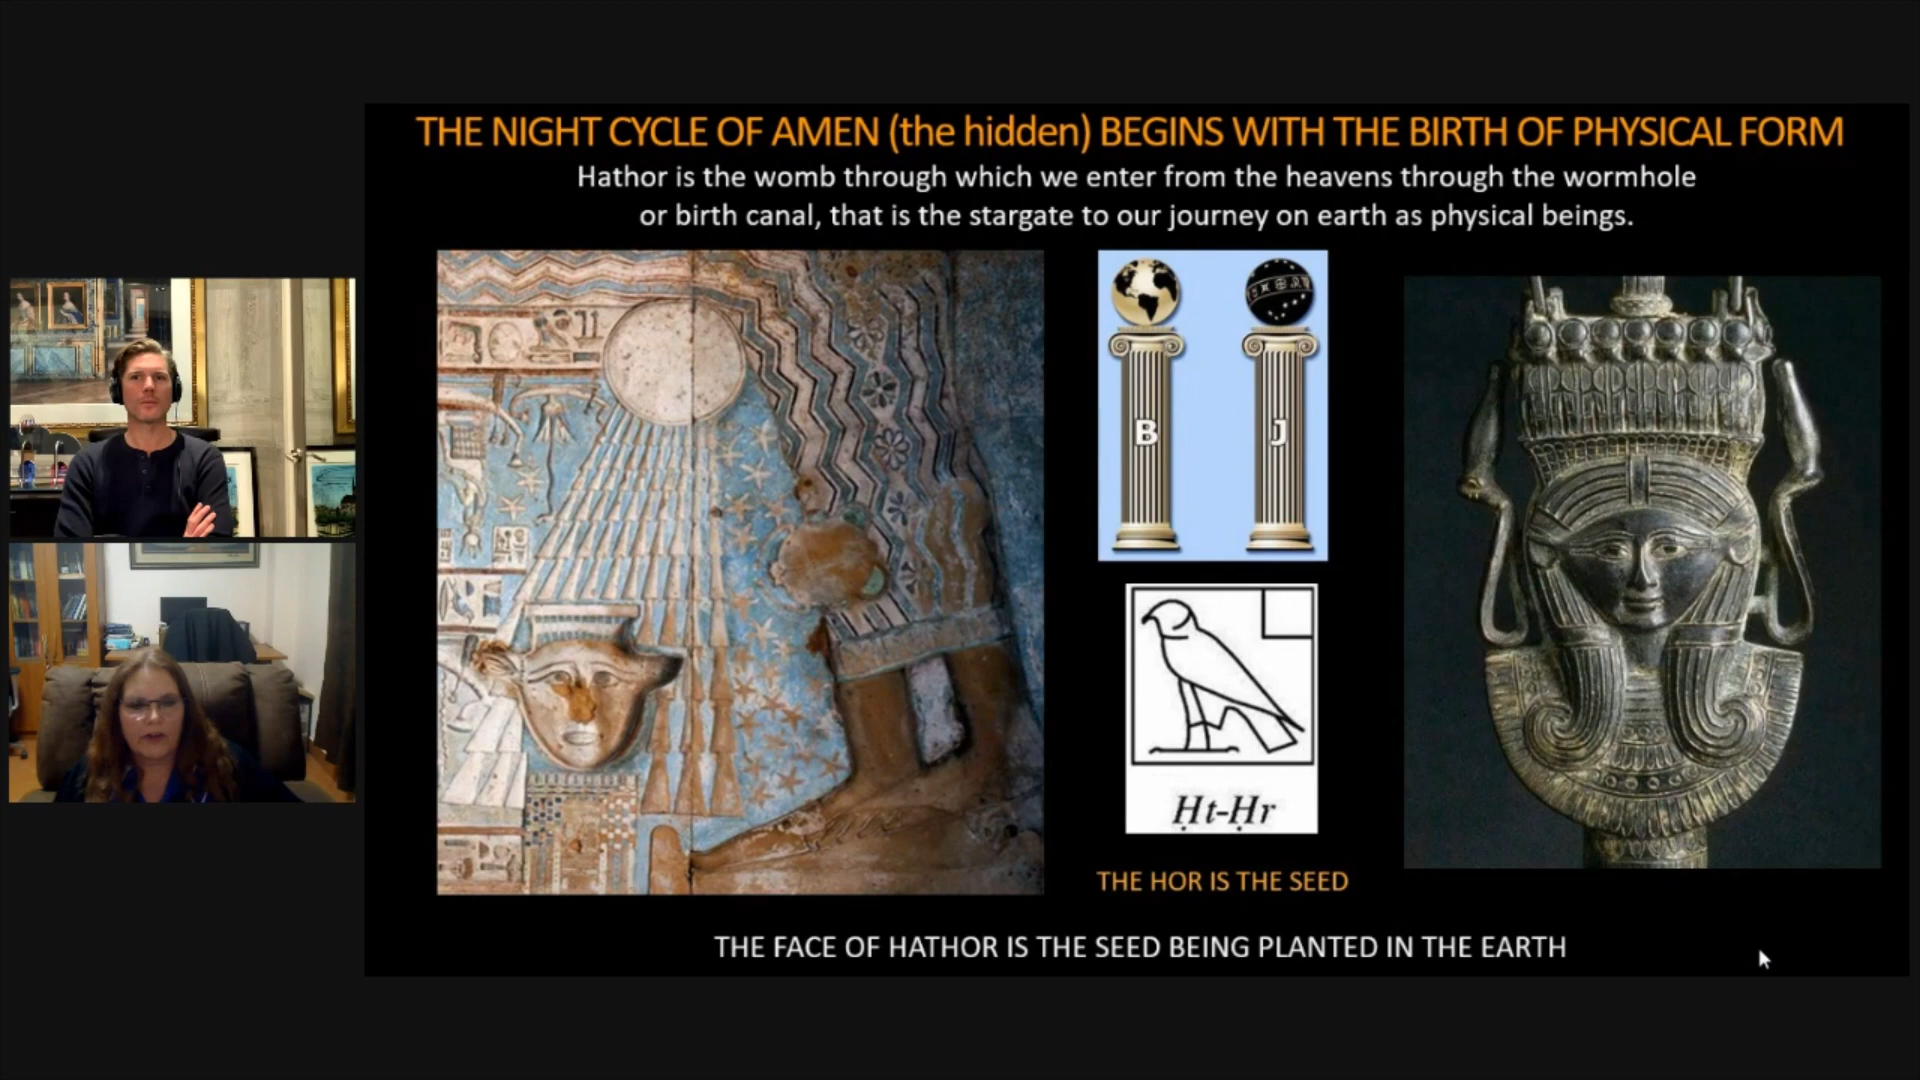 THE NIGHT CYCLE OF AMEN (the hidden) BEGINS WITH THE BIRTH OF PHYSICAL FORM
Hathor is the womb through which we enter from the heavens through the wormhole
or birth canal, that is the stargate to our journey on earth as physical beings.
B J
Ḥt-Ḥr
THE HOR IS THE SEED
THE FACE OF HATHOR IS THE SEED BEING PLANTED IN THE EARTH